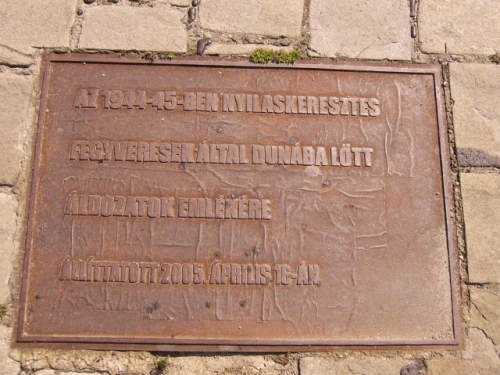 AZ 1944-45-BEN NYILASKERESZTES
FEGYVERESEK ÁLTAL DUNÁBA LŐTT
ÁLDOZATOK EMLÉKÉRE
ÁLLÍTTATOTT 2005. ÁPRILIS 16-ÁN.